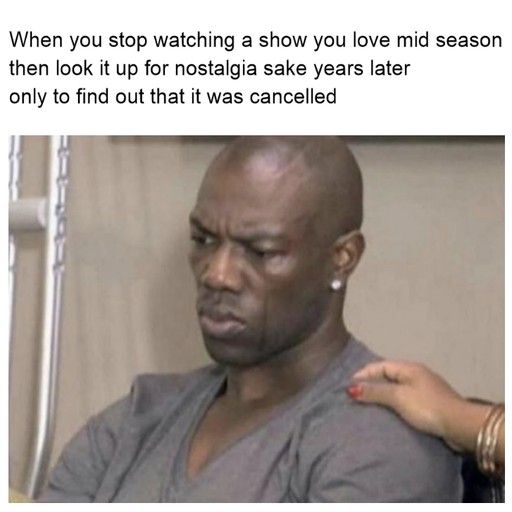 When you stop watching a show you love mid season
then look it up for nostalgia sake years later
only to find out that it was cancelled